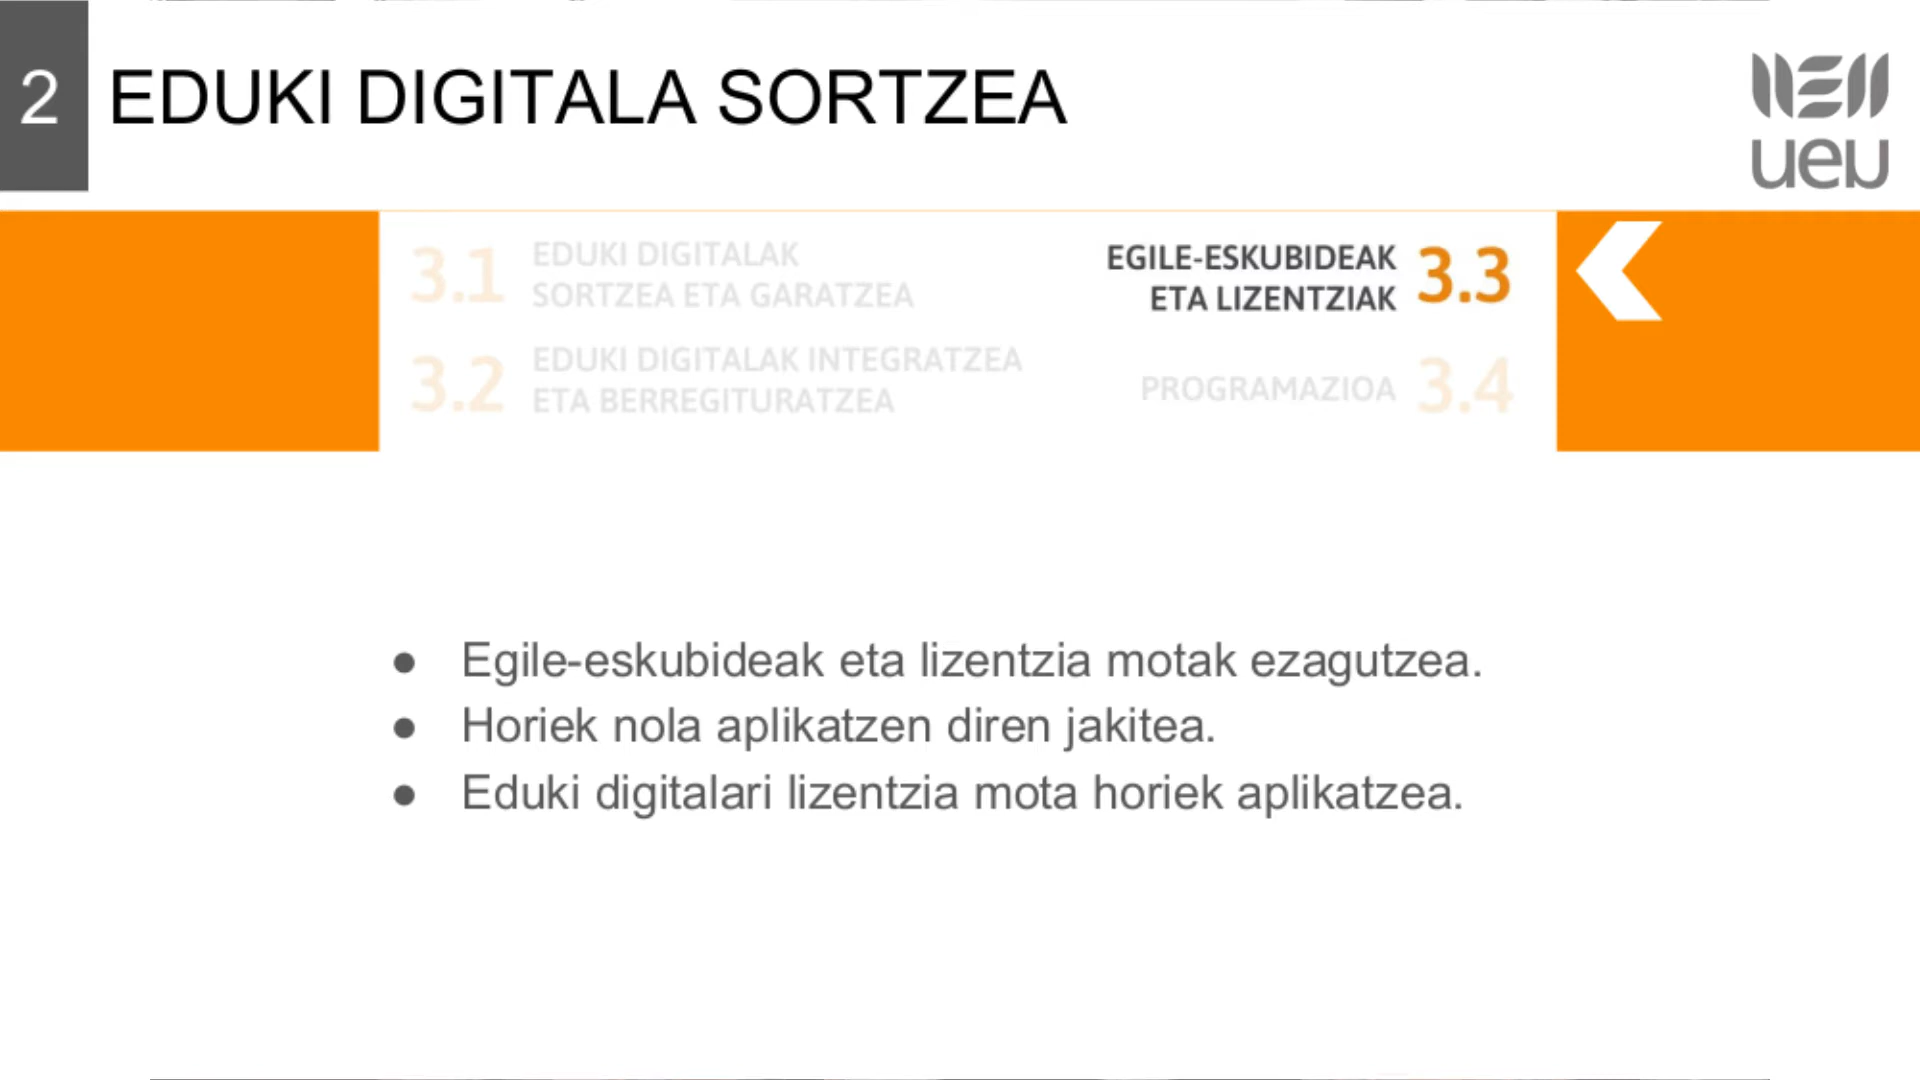 2 EDUKI DIGITALA SORTZEA
ueu
3.1 EDUKI DIGITALAK
SORTZEA ETA GARATZEA
3.2 EDUKI DIGITALAK INTEGRATZEA
ETA BERREGITURATZEA
EGILE-ESKUBIDEAK
ETA LIZENTZIAK 3.3
PROGRAMAZIOA 3.4
● Egile-eskubideak eta lizentzia motak ezagutzea.
● Horiek nola aplikatzen diren jakitea.
● Eduki digitalari lizentzia mota horiek aplikatzea.